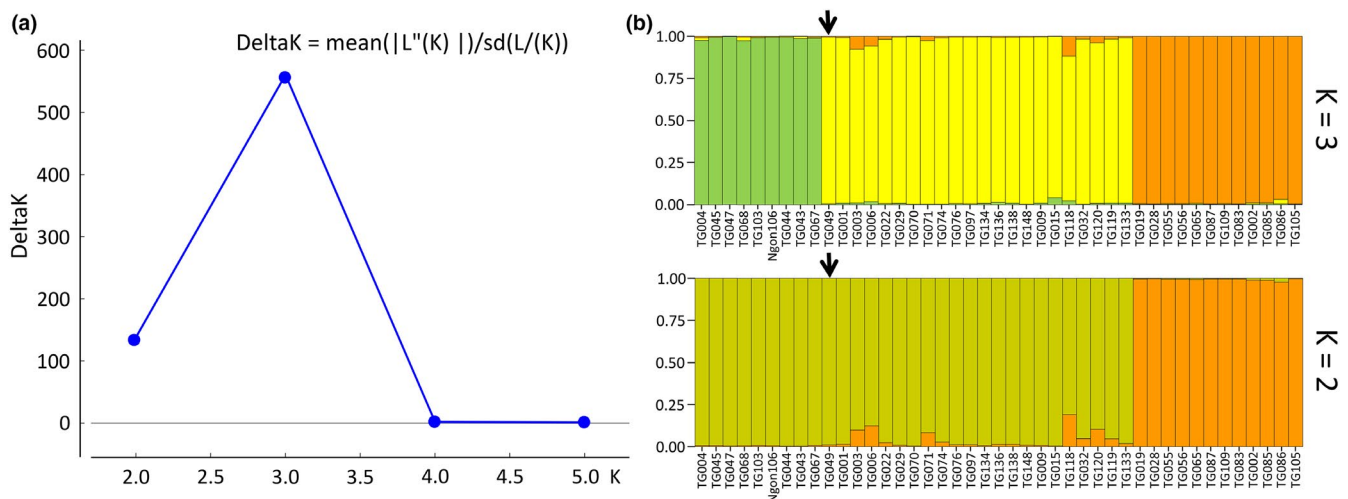 (a)
DeltaK = mean(|L"(K) |)/sd(L/(K))
DeltaK
600
500
400
300
200
100
0
2.0 2.5 3.0 3.5 4.0 4.5 5.0 K
(b)
1.00
0.75
0.50
0.25
0.00
K = 3
TG004
TG045
TG047
TG068
TG103
Ngon106
TG044
TG043
TG067
TG049
TG001
TG003
TG006
TG022
TG029
TG070
TG071
TG074
TG076
TG097
TG134
TG136
TG138
TG148
TG009
TG015
TG118
TG032
TG120
TG119
TG133
TG019
TG028
TG055
TG056
TG065
TG087
TG109
TG083
TG002
TG085
TG086
TG105
1.00
0.75
0.50
0.25
0.00
K = 2
TG004
TG045
TG047
TG068
TG103
Ngon106
TG044
TG043
TG067
TG049
TG001
TG003
TG006
TG022
TG029
TG070
TG071
TG074
TG076
TG097
TG134
TG136
TG138
TG148
TG009
TG015
TG118
TG032
TG120
TG119
TG133
TG019
TG028
TG055
TG056
TG065
TG087
TG109
TG083
TG002
TG085
TG086
TG105